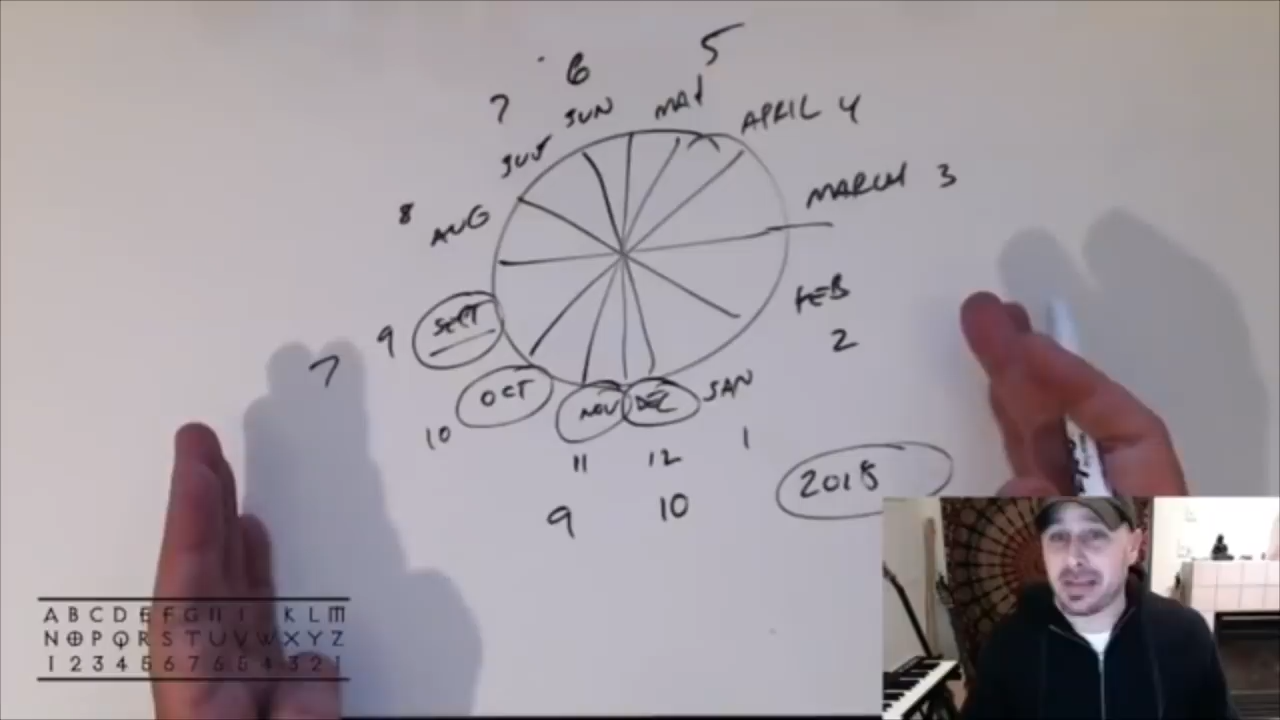 5
6
7
JUN
MAY
APRIL 4
JUY
MARCH 3
8
AUG
FEB
2
9
SEPT
7
OCT
NOV
DEC
JAN
10
11
12
1
2018
9
10
A B C D E F G H I K L M
N O P Q R S T U V W X Y Z
1 2 3 4 5 6 7 6 5 4 3 2 1